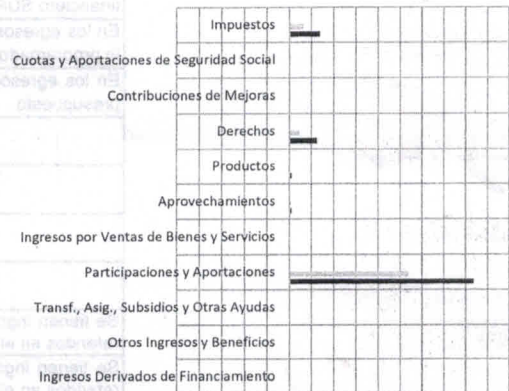 Impuestos
Cuotas y Aportaciones de Seguridad Social
Contribuciones de Mejoras
Derechos
Productos
Aprovechamientos
Ingresos por Ventas de Bienes y Servicios
Participaciones y Aportaciones
Transf., Asig., Subsidios y Otras Ayudas
Otros Ingresos y Beneficios
Ingresos Derivados de Financiamiento